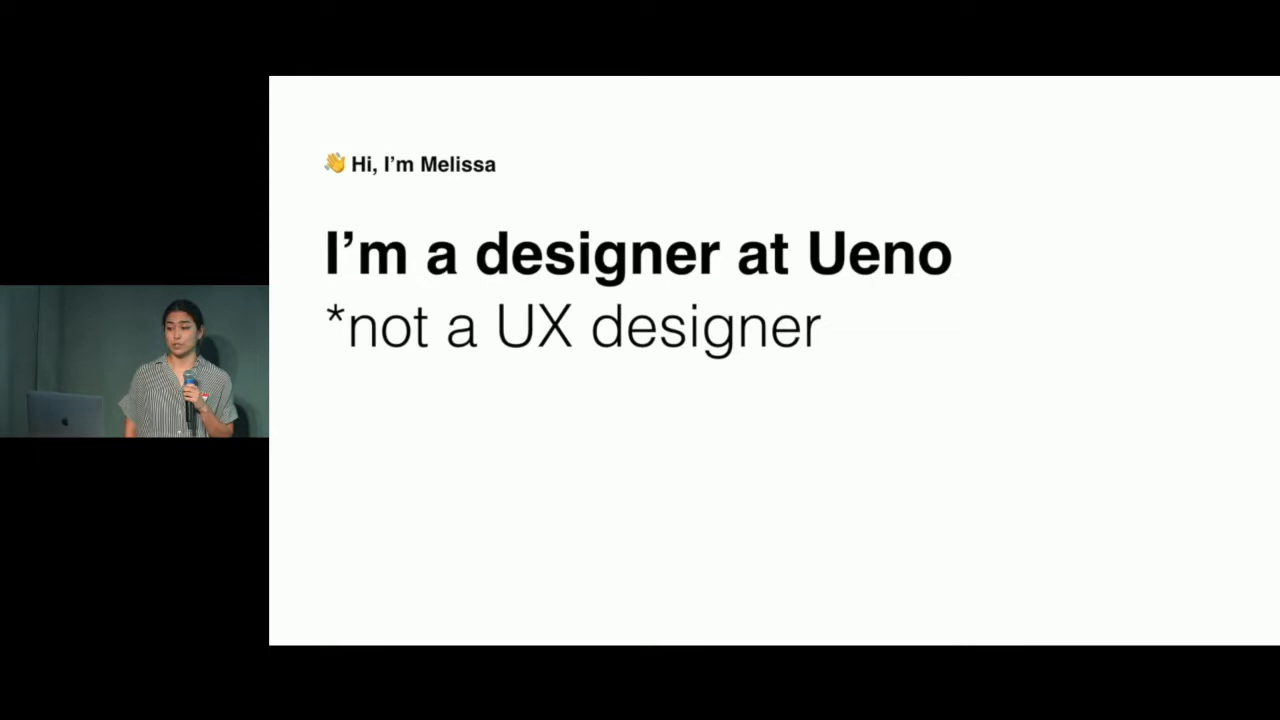 👋 Hi, I’m Melissa
I’m a designer at Ueno
*not a UX designer